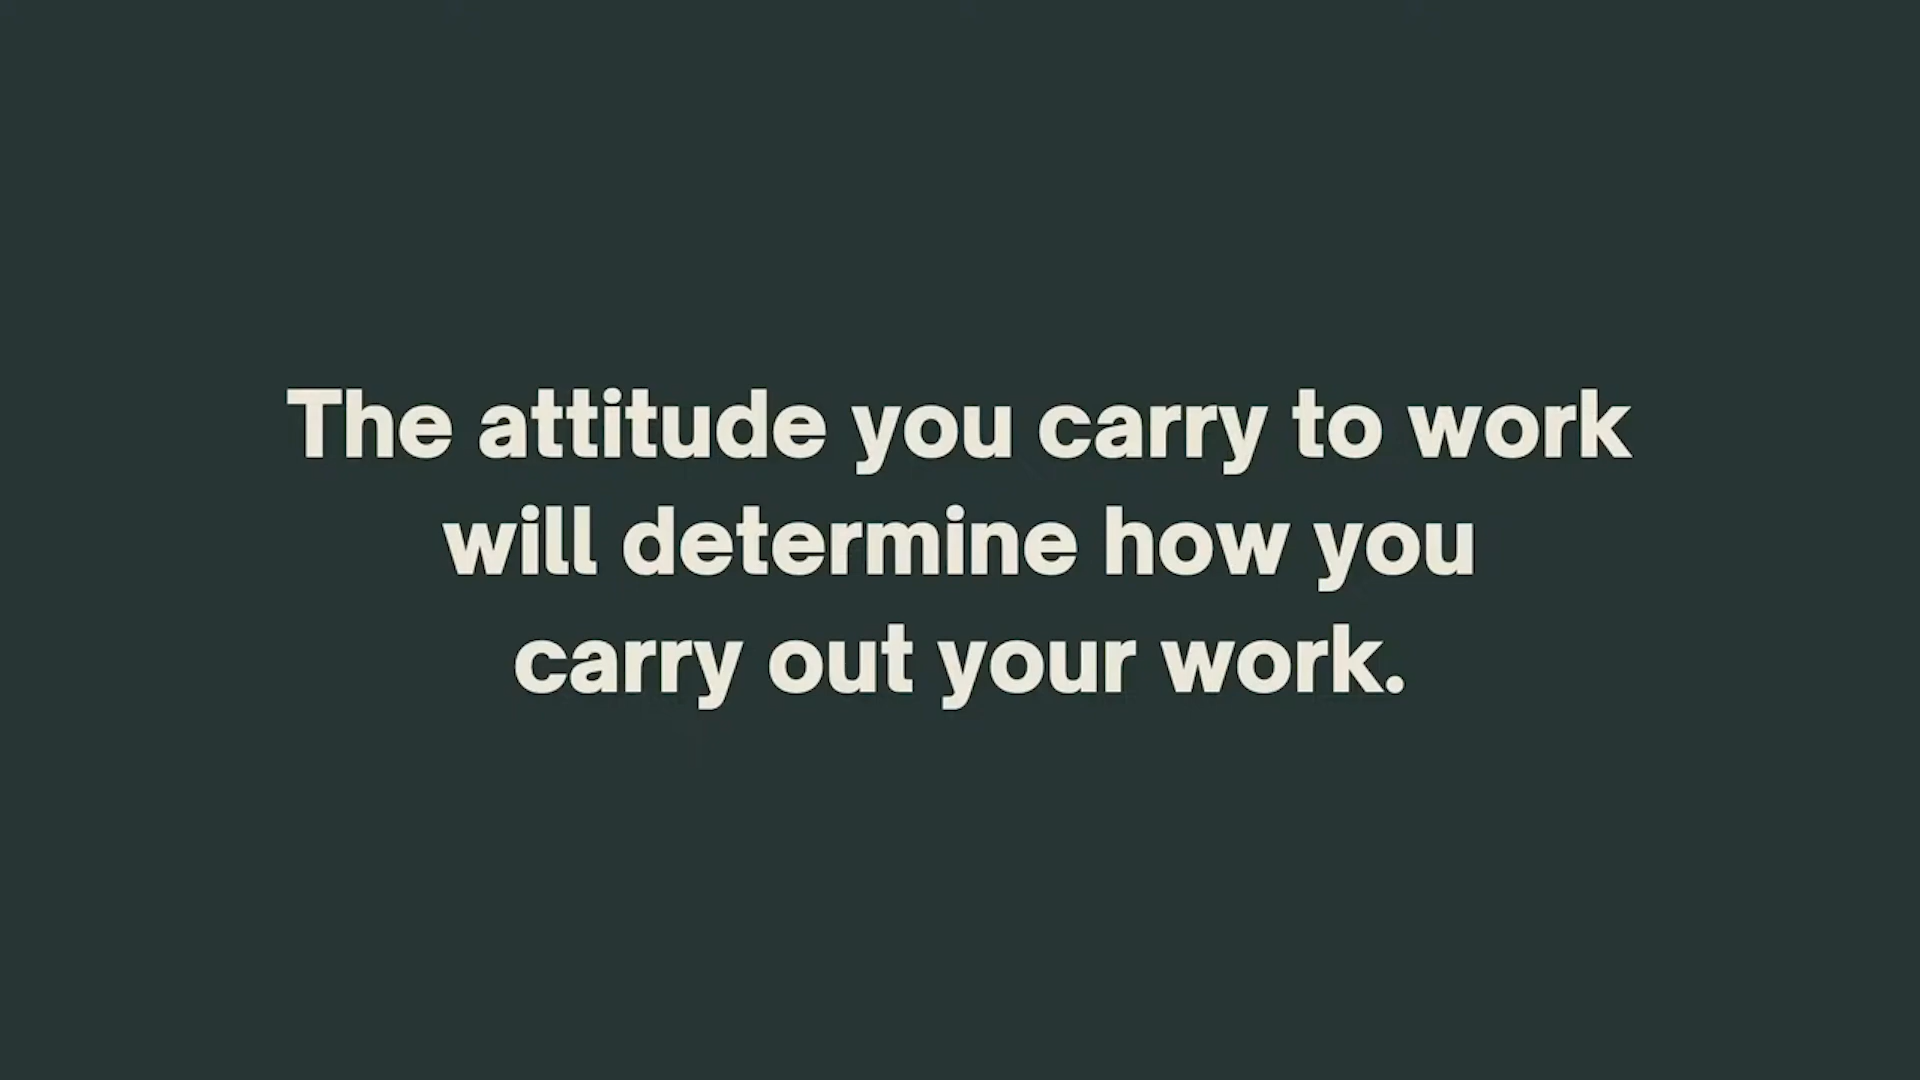 The attitude you carry to work
will determine how you
carry out your work.